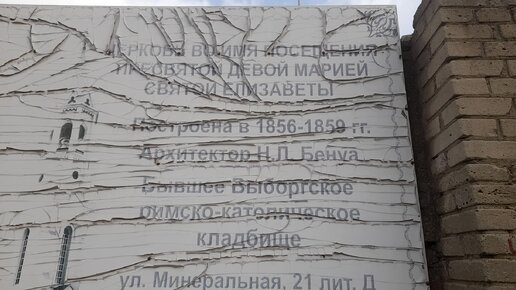 ЦЕРКОВЬ ВО ИМЯ ПОСЕЩЕНИЯ
ПРЕСВЯТОЙ ДЕВОЙ МАРИЕЙ
СВЯТОЙ ЕЛИЗАВЕТЫ
Построена в 1856-1859 гг.
Архитектор Н.Л. Бенуа
Бывшее Выборгское
римско-католическое
кладбище
ул. Минеральная, 21 лит. Д